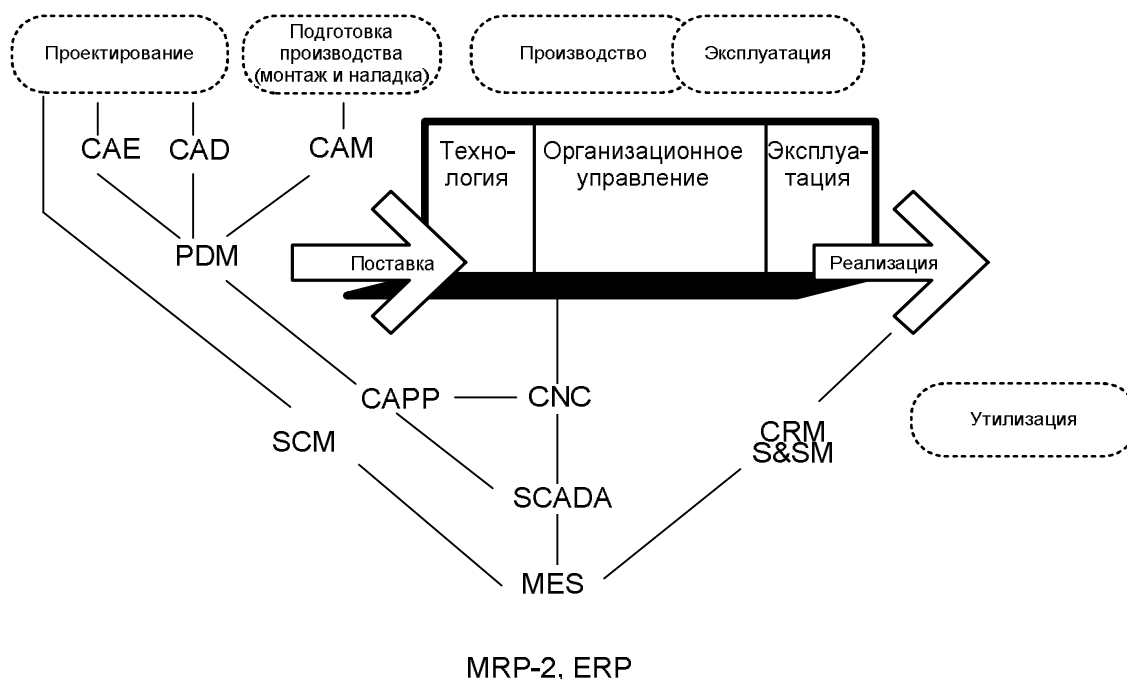 Проектирование
Подготовка
производства
(монтаж и наладка)
Производство
Эксплуатация
CAE
CAD
CAM
Техно-
логия
Организационное
управление
Эксплуа-
тация
PDM
Поставка
Реализация
CAPP
CNC
SCM
CRM
S&SM
Утилизация
SCADA
MES
MRP-2, ERP